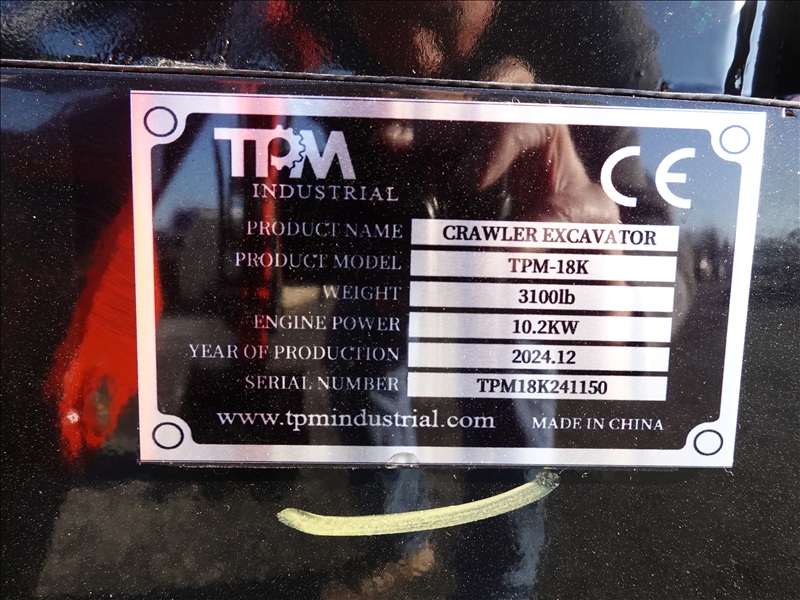 TPM
INDUSTRIAL
CE
PRODUCT NAME CRAWLER EXCAVATOR
PRODUCT MODEL TPM-18K
WEIGHT 3100lb
ENGINE POWER 10.2KW
YEAR OF PRODUCTION 2024.12
SERIAL NUMBER TPM18K241150
www.tpmindustrial.com MADE IN CHINA